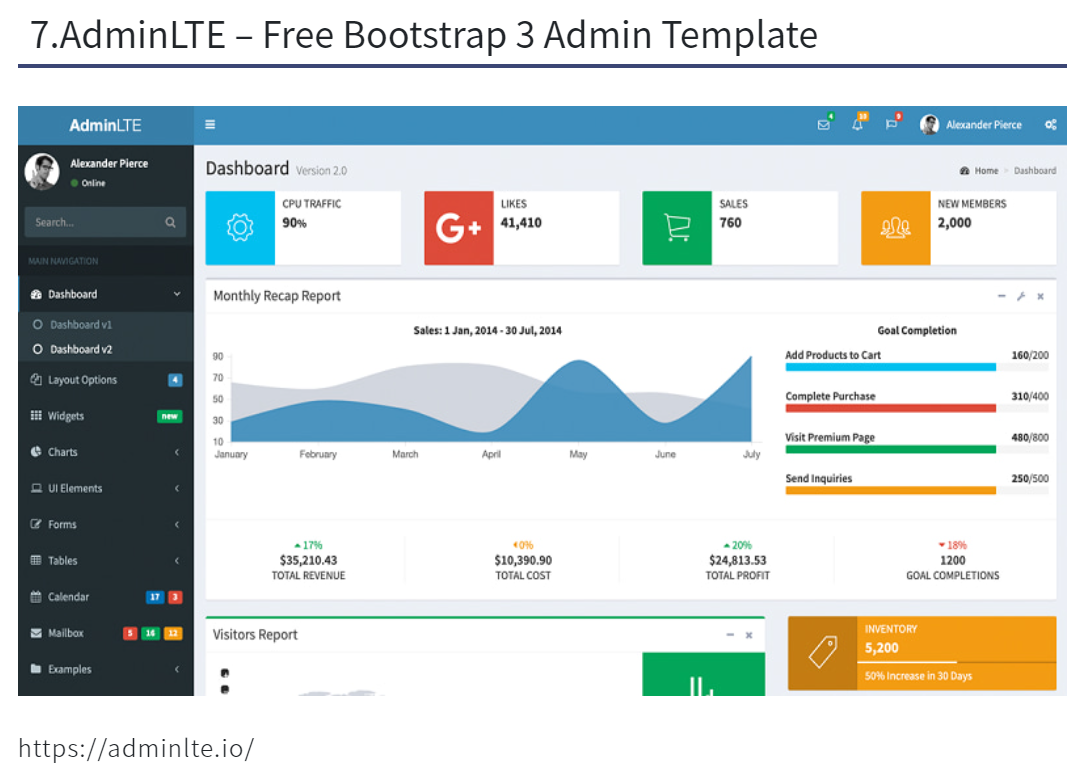 7.AdminLTE – Free Bootstrap 3 Admin Template
AdminLTE
4
10
9
Alexander Pierce
Alexander Pierce
Online
Search...
MAIN NAVIGATION
Dashboard
Dashboard v1
Dashboard v2
Layout Options 4
Widgets new
Charts
UI Elements
Forms
Tables
Calendar 17 3
Mailbox 5 16 12
Examples
Dashboard Version 2.0
Home > Dashboard
CPU TRAFFIC
90%
G+
LIKES
41,410
SALES
760
NEW MEMBERS
2,000
Monthly Recap Report
Sales: 1 Jan, 2014 - 30 Jul, 2014
90
70
50
30
10
January February March April May June July
Goal Completion
Add Products to Cart 160/200
Complete Purchase 310/400
Visit Premium Page 480/800
Send Inquiries 250/500
17%
$35,210.43
TOTAL REVENUE
0%
$10,390.90
TOTAL COST
20%
$24,813.53
TOTAL PROFIT
18%
1200
GOAL COMPLETIONS
Visitors Report
INVENTORY
5,200
50% Increase in 30 Days
https://adminlte.io/